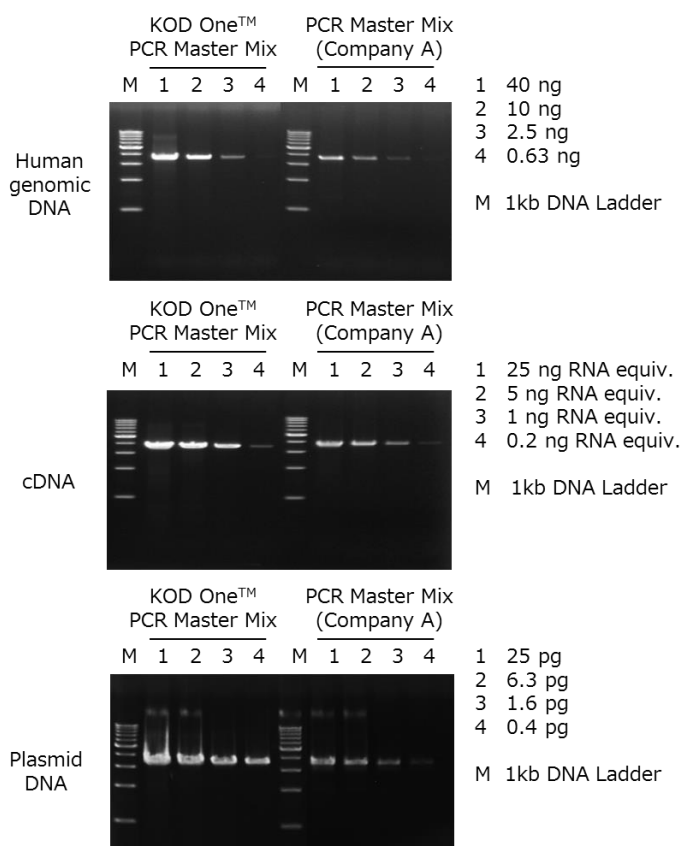 KOD One™ PCR Master Mix
PCR Master Mix (Company A)
M 1 2 3 4 M 1 2 3 4
Human genomic DNA
1 40 ng
2 10 ng
3 2.5 ng
4 0.63 ng
M 1kb DNA Ladder
KOD One™ PCR Master Mix
PCR Master Mix (Company A)
M 1 2 3 4 M 1 2 3 4
cDNA
1 25 ng RNA equiv.
2 5 ng RNA equiv.
3 1 ng RNA equiv.
4 0.2 ng RNA equiv.
M 1kb DNA Ladder
KOD One™ PCR Master Mix
PCR Master Mix (Company A)
M 1 2 3 4 M 1 2 3 4
Plasmid DNA
1 25 pg
2 6.3 pg
3 1.6 pg
4 0.4 pg
M 1kb DNA Ladder